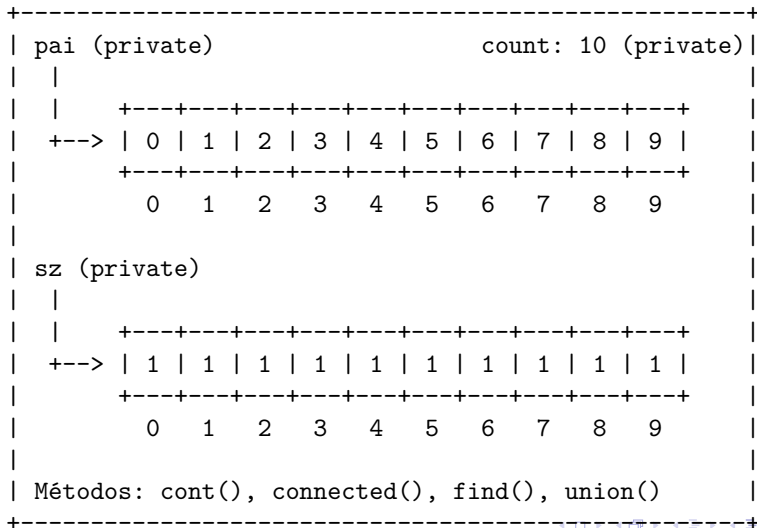 +-----------------------------------------------------+
| pai (private)                   count: 10 (private)|
|  |                                                  |
|  |    +---+---+---+---+---+---+---+---+---+---+     |
|  +--> | 0 | 1 | 2 | 3 | 4 | 5 | 6 | 7 | 8 | 9 |     |
|       +---+---+---+---+---+---+---+---+---+---+     |
|         0   1   2   3   4   5   6   7   8   9       |
|                                                     |
| sz (private)                                        |
|  |                                                  |
|  |    +---+---+---+---+---+---+---+---+---+---+     |
|  +--> | 1 | 1 | 1 | 1 | 1 | 1 | 1 | 1 | 1 | 1 |     |
|       +---+---+---+---+---+---+---+---+---+---+     |
|         0   1   2   3   4   5   6   7   8   9       |
|                                                     |
| Métodos: cont(), connected(), find(), union()       |
+-----------------------------------------------------+